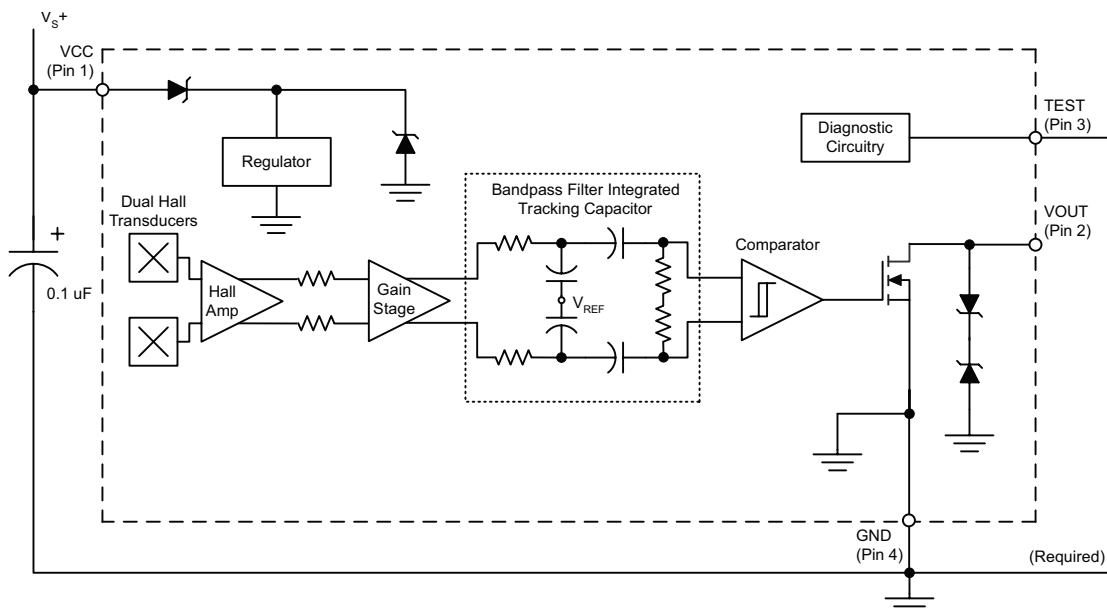 VS+
VCC
(Pin 1)
TEST
(Pin 3)
Diagnostic
Circuitry
Regulator
Bandpass Filter Integrated
Tracking Capacitor
Dual Hall
Transducers
VOUT
(Pin 2)
Comparator
+
0.1 uF
Hall
Amp
Gain
Stage
VREF
GND
(Pin 4)
(Required)